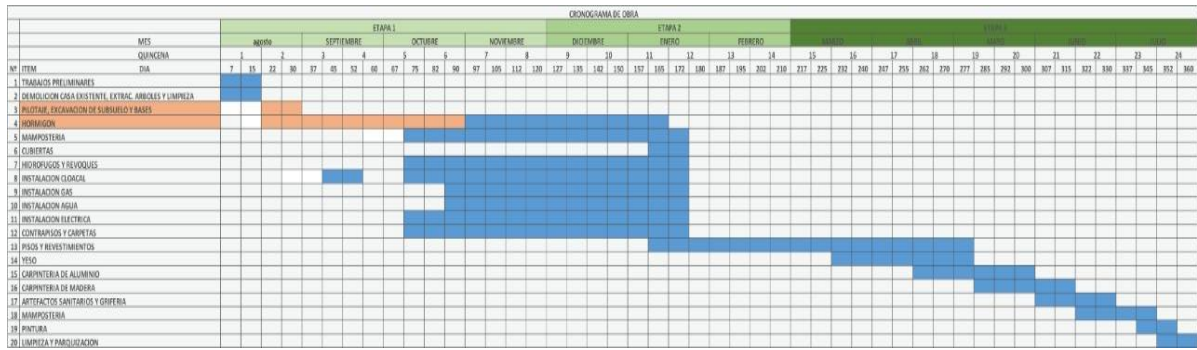 CRONOGRAMA DE OBRA
ETAPA 1 ETAPA 2
MES agosto SEPTIEMBRE OCTUBRE NOVIEMBRE DICIEMBRE ENERO FEBRERO MARZO ABRIL MAYO JUNIO JULIO
QUINCENA 1 2 3 4 5 6 7 8 9 10 11 12 13 14 15 16 17 18 19 20 21 22 23 24
Nº ITEM DIA 7 15 22 30 37 45 52 60 67 75 82 90 97 105 112 120 127 135 142 150 157 165 172 180 187 195 202 210 217 225 232 240 247 255 262 270 277 285 292 300 307 315 322 330 337 345 352 360
1 TRABAJOS PRELIMINARES
2 DEMOLICION CASA EXISTENTE, EXTRAC. ARBOLES Y LIMPIEZA
3 PILOTAJE, EXCAVACION DE SUBSUELO Y BASES
4 HORMIGON
5 MAMPOSTERIA
6 CUBIERTAS
7 HIDROFUGOS Y REVOQUES
8 INSTALACION CLOACAL
9 INSTALACION GAS
10 INSTALACION AGUA
11 INSTALACION ELECTRICA
12 CONTRAPISOS Y CARPETAS
13 PISOS Y REVESTIMIENTOS
14 YESO
15 CARPINTERIA DE ALUMINIO
16 CARPINTERIA DE MADERA
17 ARTEFACTOS SANITARIOS Y GRIFERIA
18 MAMPOSTERIA
19 PINTURA
20 LIMPIEZA Y PARQUIZACION